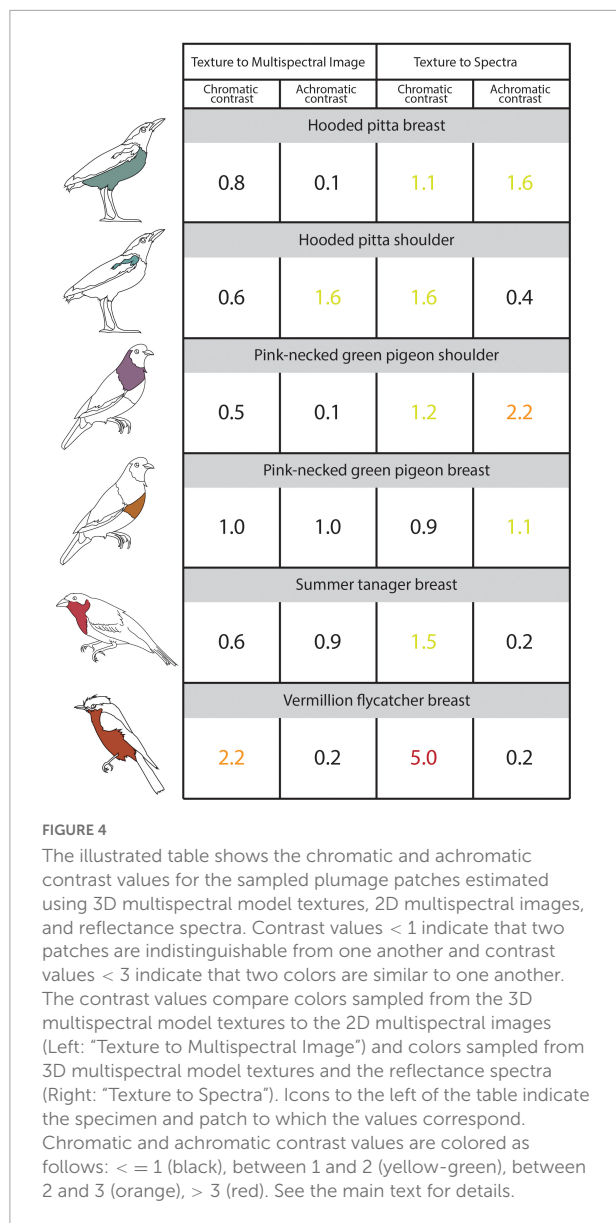 Texture to Multispectral Image Texture to Spectra
Chromatic contrast Achromatic contrast Chromatic contrast Achromatic contrast
Hooded pitta breast
0.8 0.1 1.1 1.6
Hooded pitta shoulder
0.6 1.6 1.6 0.4
Pink-necked green pigeon shoulder
0.5 0.1 1.2 2.2
Pink-necked green pigeon breast
1.0 1.0 0.9 1.1
Summer tanager breast
0.6 0.9 1.5 0.2
Vermillion flycatcher breast
2.2 0.2 5.0 0.2
FIGURE 4
The illustrated table shows the chromatic and achromatic
contrast values for the sampled plumage patches estimated
using 3D multispectral model textures, 2D multispectral images,
and reflectance spectra. Contrast values < 1 indicate that two
patches are indistinguishable from one another and contrast
values < 3 indicate that two colors are similar to one another.
The contrast values compare colors sampled from the 3D
multispectral model textures to the 2D multispectral images
(Left: “Texture to Multispectral Image”) and colors sampled from
3D multispectral model textures and the reflectance spectra
(Right: “Texture to Spectra”). Icons to the left of the table indicate
the specimen and patch to which the values correspond.
Chromatic and achromatic contrast values are colored as
follows: < = 1 (black), between 1 and 2 (yellow-green), between
2 and 3 (orange), > 3 (red). See the main text for details.